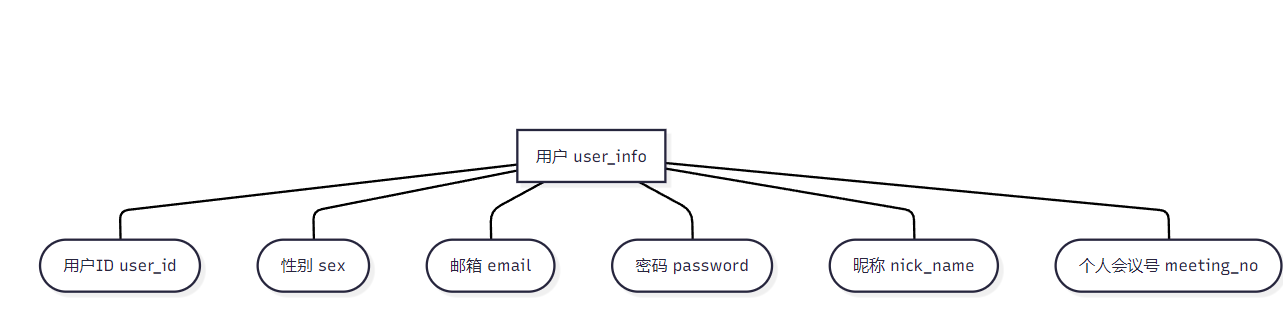 用户 user_info
用户ID user_id
性别 sex
邮箱 email
密码 password
昵称 nick_name
个人会议号 meeting_no